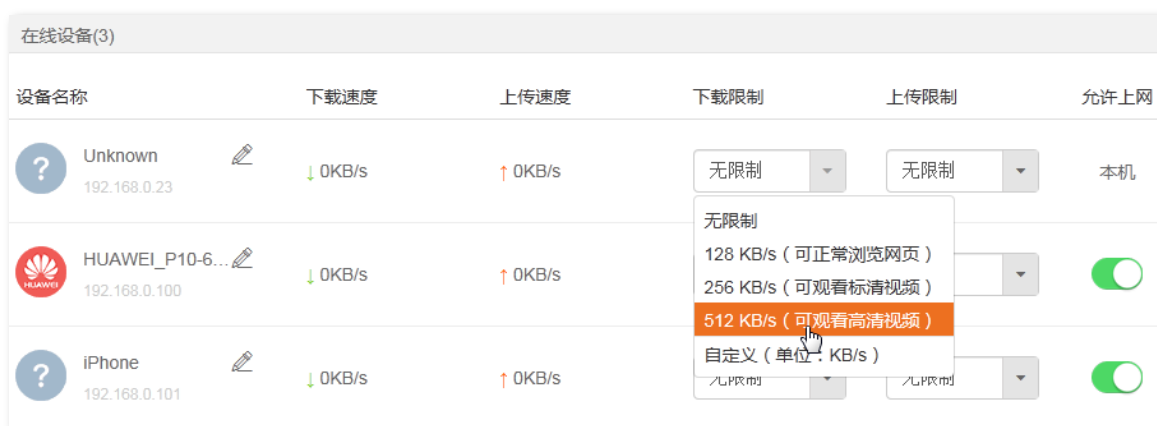 在线设备(3)
设备名称 下载速度 上传速度 下载限制 上传限制 允许上网
? Unknown 192.168.0.23 ↓ 0KB/s ↑ 0KB/s 无限制 无限制 本机
无限制
128 KB/s（可正常浏览网页）
256 KB/s（可观看标清视频）
512 KB/s（可观看高清视频）
自定义（单位：KB/s）
HUAWEI HUAWEI_P10-6... 192.168.0.100 ↓ 0KB/s ↑ 0KB/s
? iPhone 192.168.0.101 ↓ 0KB/s ↑ 0KB/s 无限制 无限制